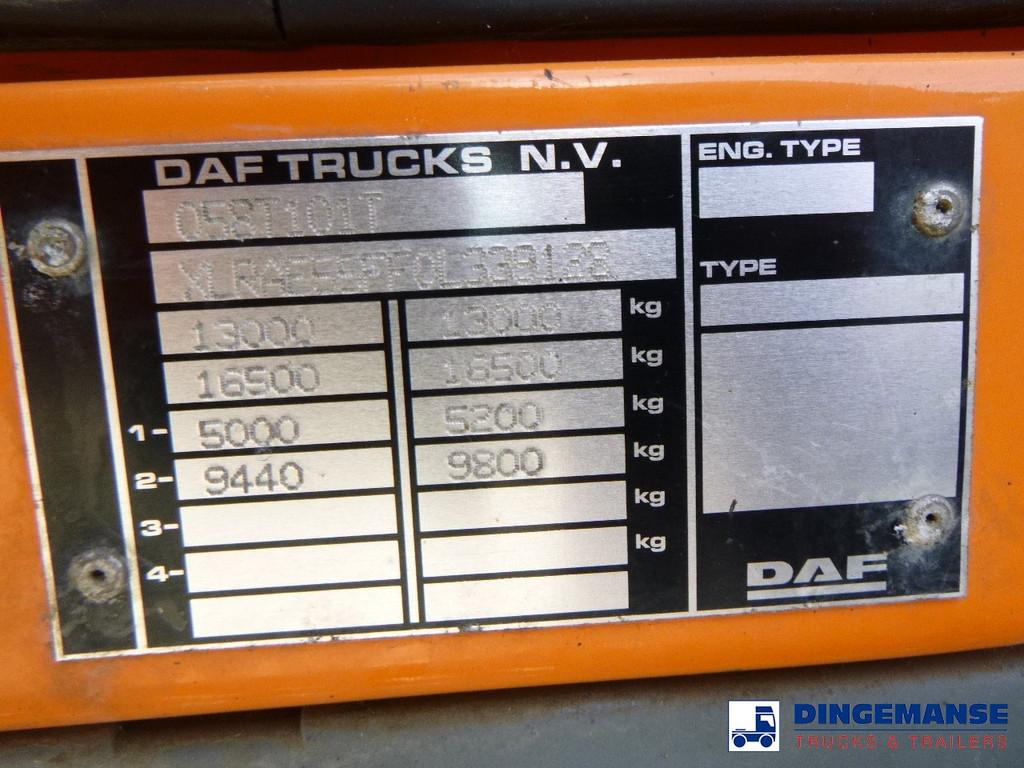 DAF TRUCKS N.V.
058T101T
13000 13000 kg
16500 16500 kg
1- 5000 5200 kg
2- 9440 9800 kg
3- kg
4- kg
ENG. TYPE
TYPE
DAF
DINGEMANSE
TRUCKS & TRAILERS